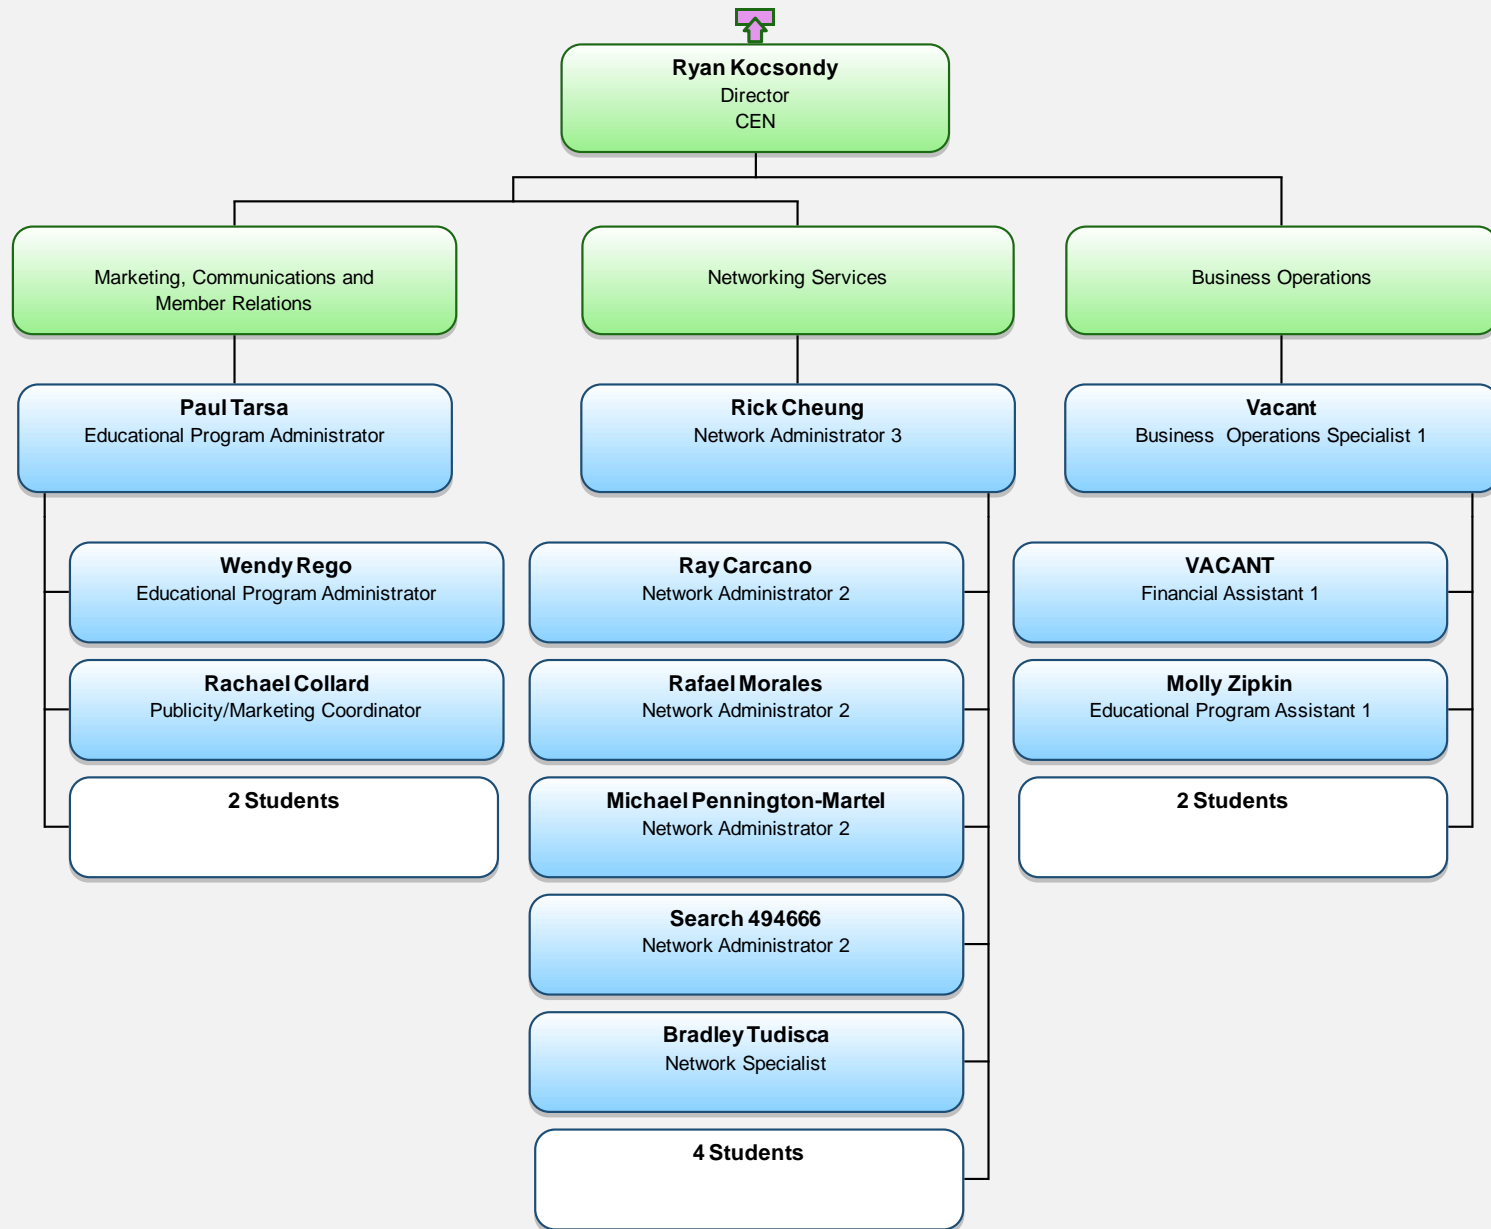 Ryan Kocsondy
Director
CEN
Marketing, Communications and
Member Relations
Networking Services
Business Operations
Paul Tarsa
Educational Program Administrator
Rick Cheung
Network Administrator 3
Vacant
Business Operations Specialist 1
Wendy Rego
Educational Program Administrator
Ray Carcano
Network Administrator 2
VACANT
Financial Assistant 1
Rachael Collard
Publicity/Marketing Coordinator
Rafael Morales
Network Administrator 2
Molly Zipkin
Educational Program Assistant 1
2 Students
Michael Pennington-Martel
Network Administrator 2
2 Students
Search 494666
Network Administrator 2
Bradley Tudisca
Network Specialist
4 Students